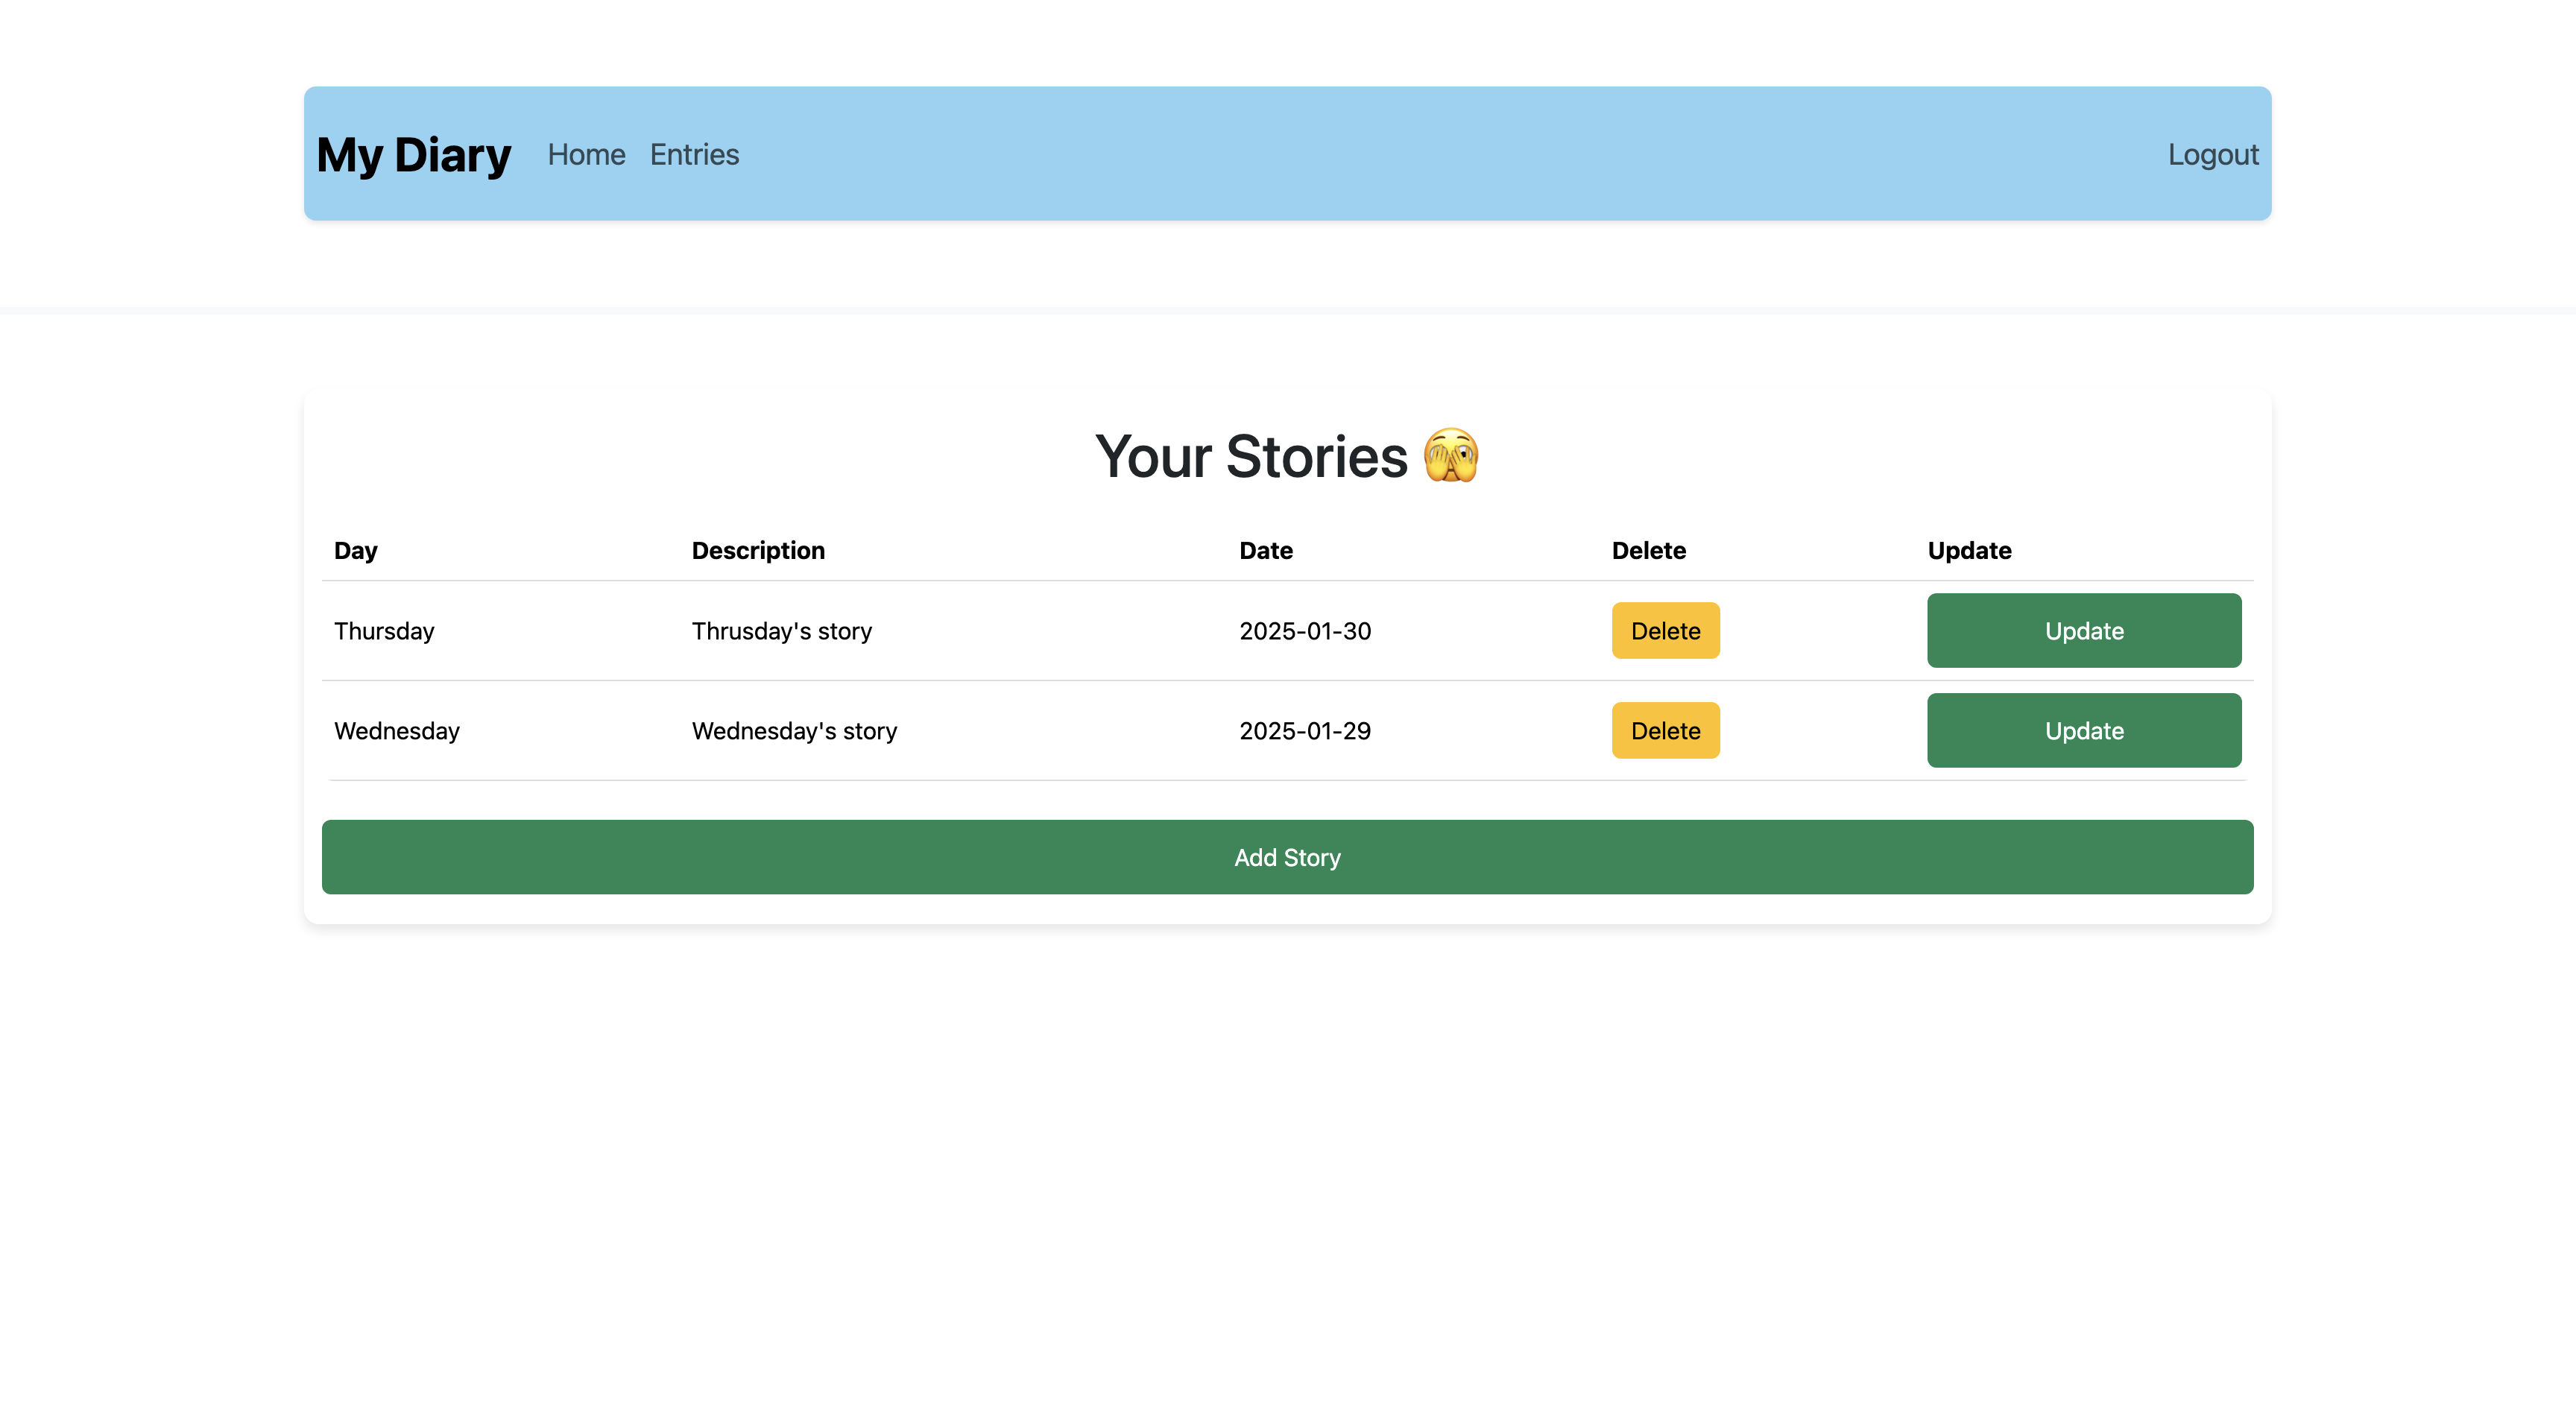 My Diary Home Entries Logout
Your Stories 🫣
Day Description Date Delete Update
Thursday Thrusday's story 2025-01-30 Delete Update
Wednesday Wednesday's story 2025-01-29 Delete Update
Add Story